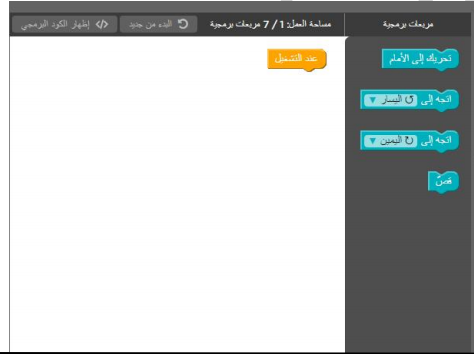 مربعات برمجية
مساحة العمل: 1 / 7 مربعات برمجية
البدء من جديد
</> إظهار الكود البرمجي
تحريك إلى الأمام
اتجه إلى ↺ اليسار ▼
اتجه إلى ↻ اليمين ▼
قصّ
عند التشغيل